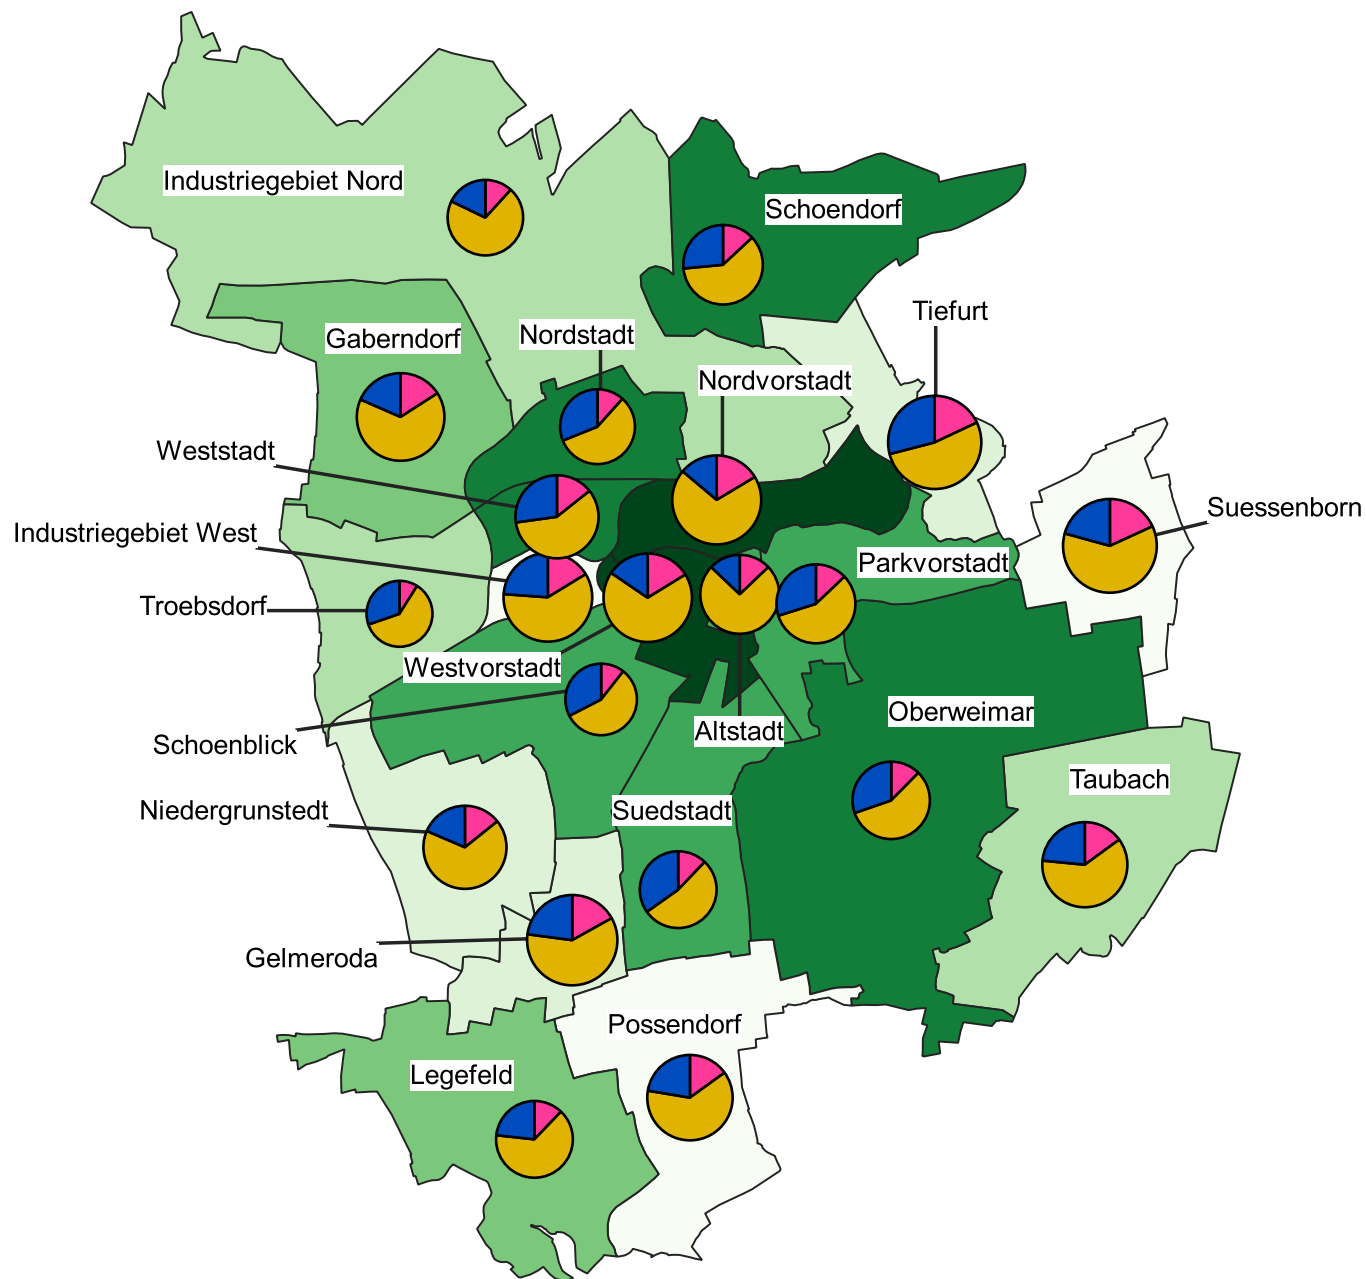 Industriegebiet Nord
Schoendorf
Tiefurt
Gaberndorf
Nordstadt
Nordvorstadt
Weststadt
Suessenborn
Industriegebiet West
Parkvorstadt
Troebsdorf
Westvorstadt
Oberweimar
Altstadt
Schoenblick
Taubach
Niedergrunstedt
Suedstadt
Gelmeroda
Possendorf
Legefeld